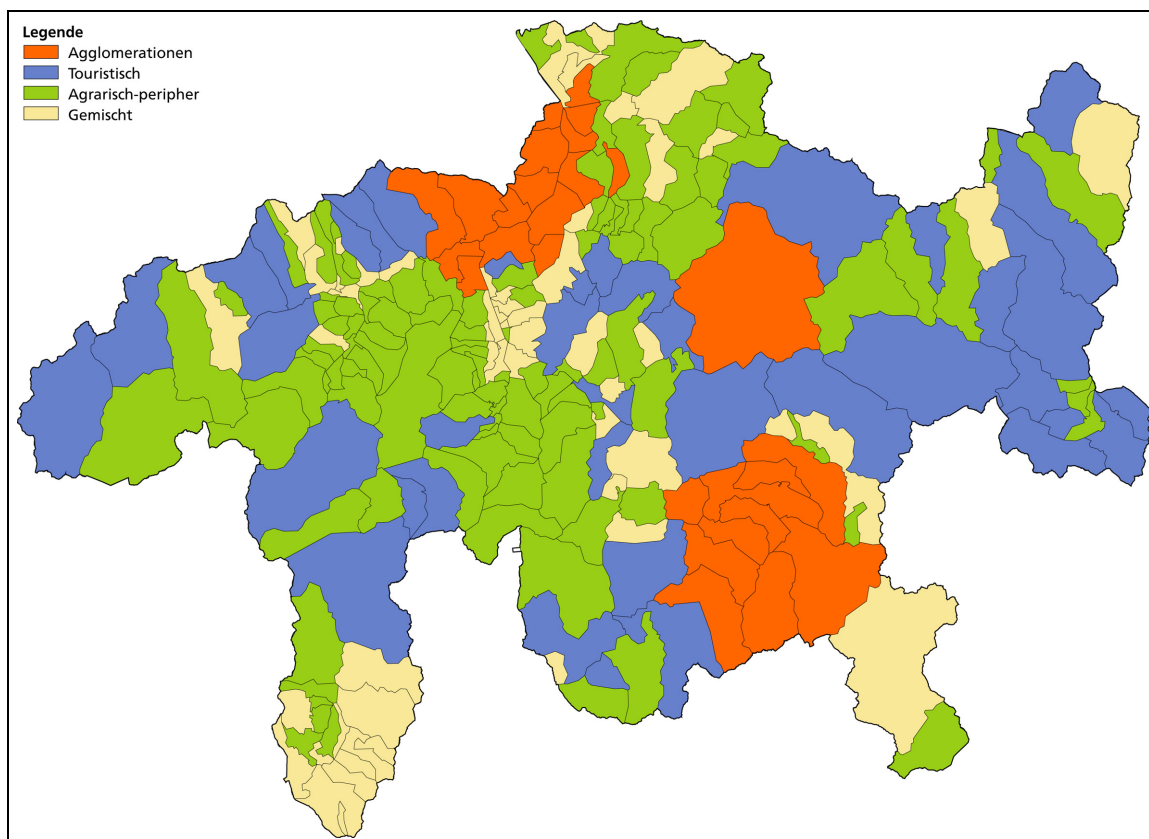 Legende
Agglomerationen
Touristisch
Agrarisch-peripher
Gemischt